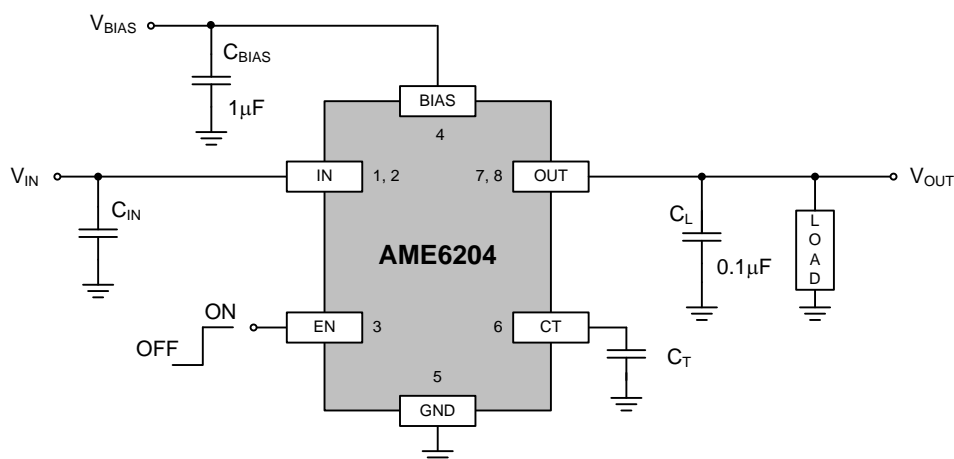 VBIAS
CBIAS
1μF
BIAS
4
VIN
IN
1, 2
7, 8
OUT
VOUT
CIN
CL
0.1μF
LOAD
AME6204
ON
OFF
EN
3
6
CT
CT
5
GND